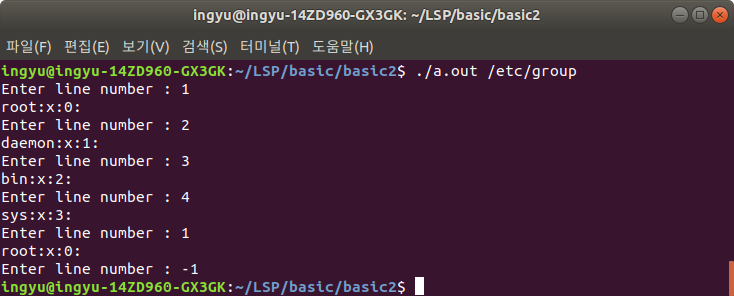 ingyu@ingyu-14ZD960-GX3GK: ~/LSP/basic/basic2
파일(F) 편집(E) 보기(V) 검색(S) 터미널(T) 도움말(H)
ingyu@ingyu-14ZD960-GX3GK:~/LSP/basic/basic2$ ./a.out /etc/group
Enter line number : 1
root:x:0:
Enter line number : 2
daemon:x:1:
Enter line number : 3
bin:x:2:
Enter line number : 4
sys:x:3:
Enter line number : 1
root:x:0:
Enter line number : -1
ingyu@ingyu-14ZD960-GX3GK:~/LSP/basic/basic2$